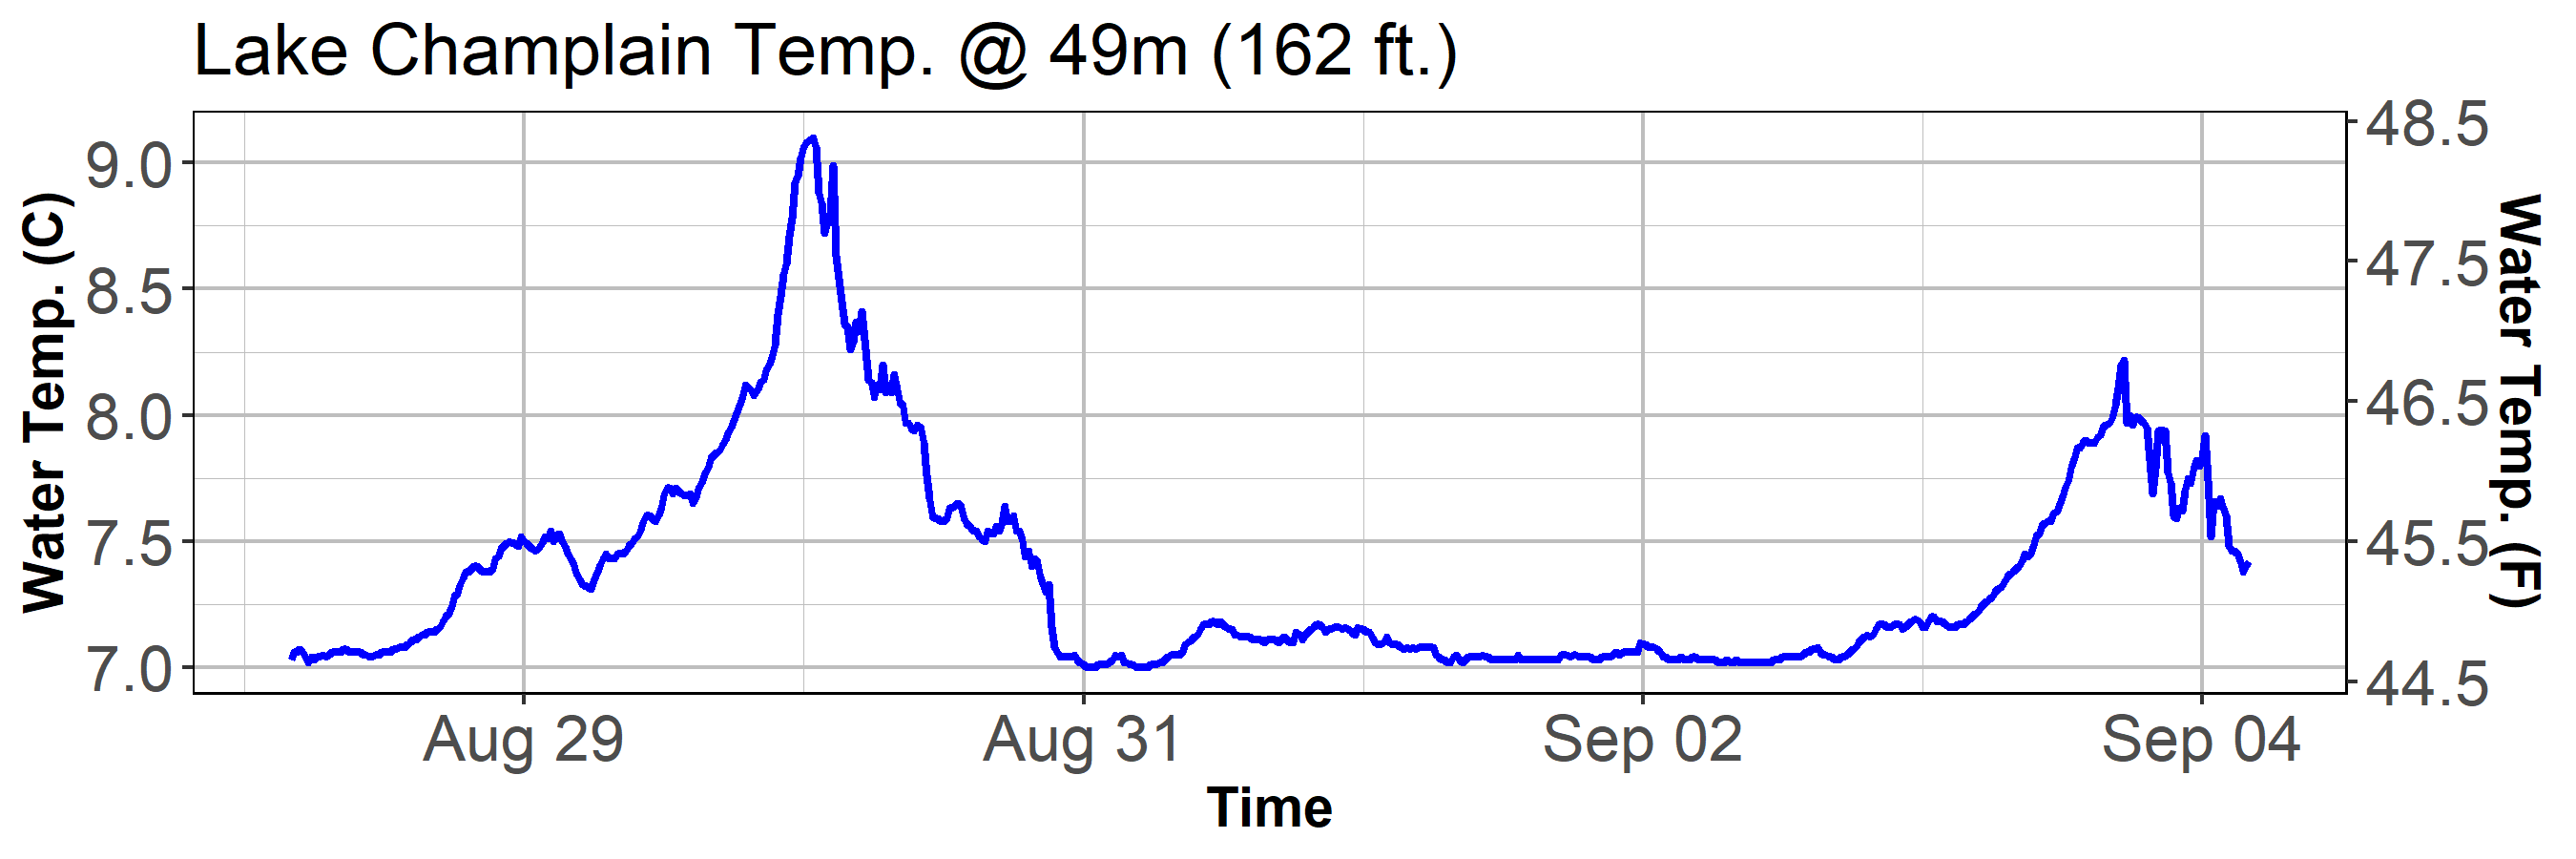 Lake Champlain Temp. @ 49m (162 ft.)
Water Temp. (C)
9.0
8.5
8.0
7.5
7.0
48.5
47.5
46.5
45.5
44.5
Water Temp. (F)
Aug 29
Aug 31
Sep 02
Sep 04
Time